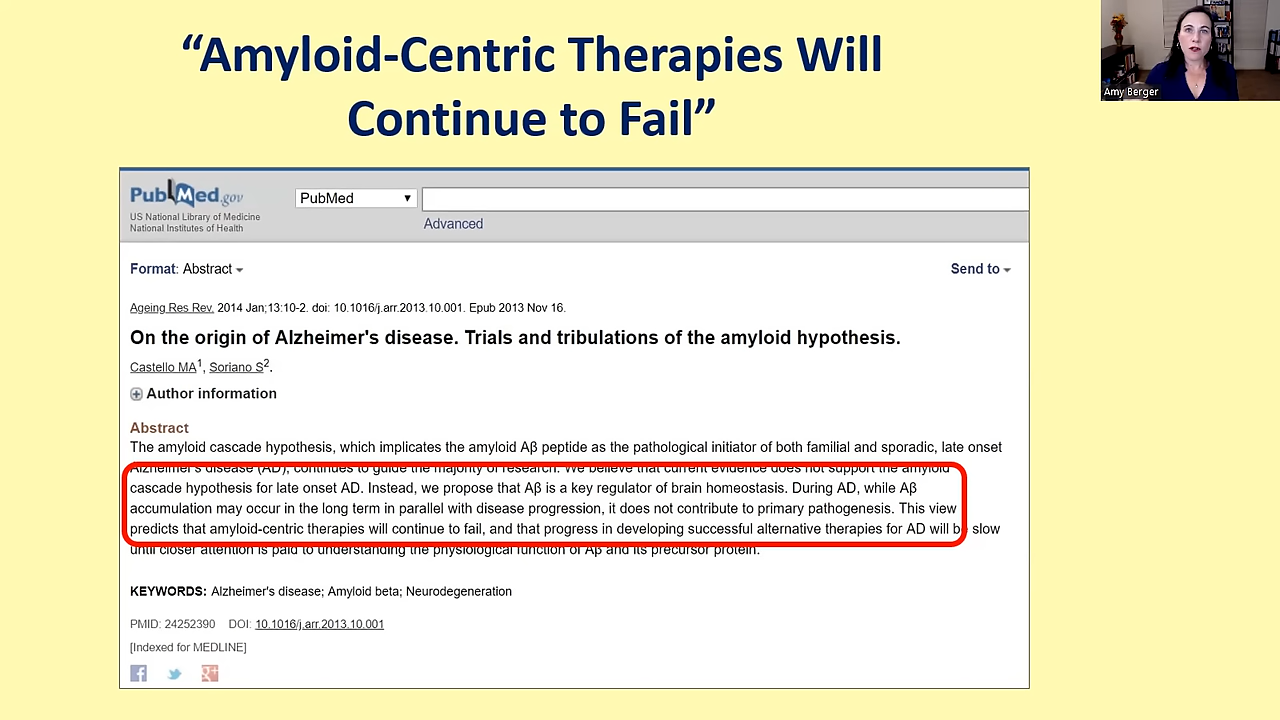 “Amyloid-Centric Therapies Will
Continue to Fail”
Amy Berger
PubMed.gov
US National Library of Medicine
National Institutes of Health
PubMed
Advanced
Format: Abstract
Send to
Ageing Res Rev. 2014 Jan;13:10-2. doi: 10.1016/j.arr.2013.10.001. Epub 2013 Nov 16.
On the origin of Alzheimer's disease. Trials and tribulations of the amyloid hypothesis.
Castello MA1, Soriano S2.
Author information
Abstract
The amyloid cascade hypothesis, which implicates the amyloid Aβ peptide as the pathological initiator of both familial and sporadic, late onset
Alzheimer's disease (AD), continues to guide the majority of research. We believe that current evidence does not support the amyloid
cascade hypothesis for late onset AD. Instead, we propose that Aβ is a key regulator of brain homeostasis. During AD, while Aβ
accumulation may occur in the long term in parallel with disease progression, it does not contribute to primary pathogenesis. This view
predicts that amyloid-centric therapies will continue to fail, and that progress in developing successful alternative therapies for AD will be slow
until closer attention is paid to understanding the physiological function of Aβ and its precursor protein.
KEYWORDS: Alzheimer's disease; Amyloid beta; Neurodegeneration
PMID: 24252390 DOI: 10.1016/j.arr.2013.10.001
[Indexed for MEDLINE]